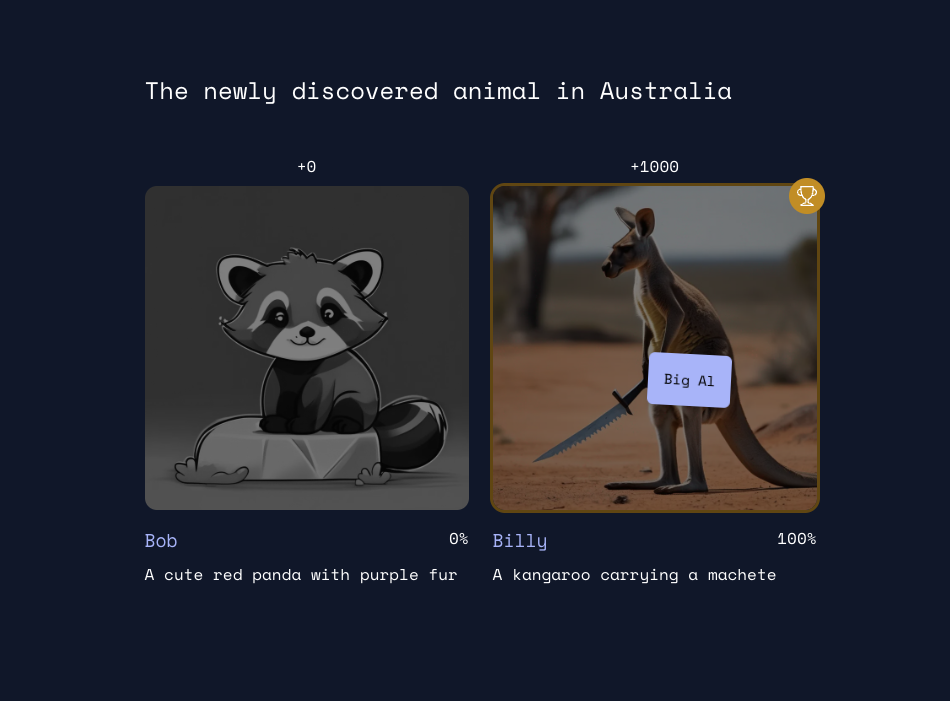 The newly discovered animal in Australia
+0
+1000
Big Al
Bob
0%
Billy
100%
A cute red panda with purple fur
A kangaroo carrying a machete